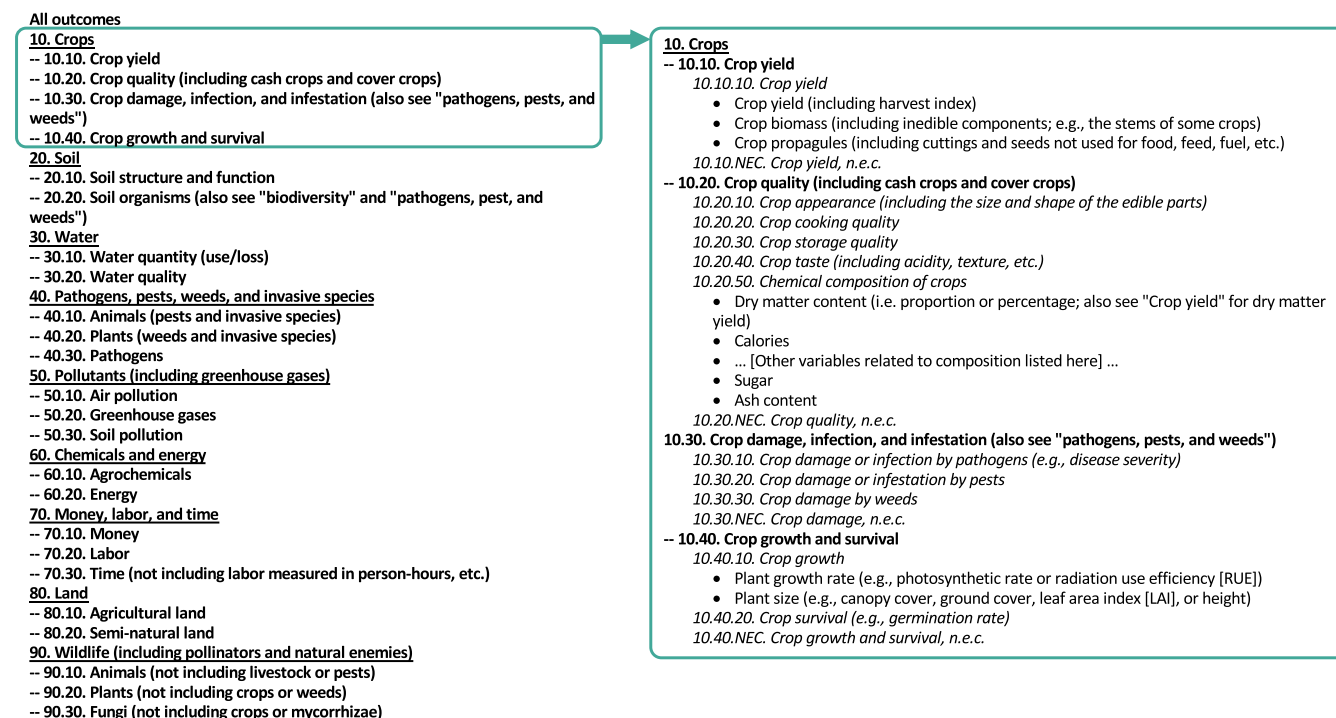 All outcomes
10. Crops
-- 10.10. Crop yield
-- 10.20. Crop quality (including cash crops and cover crops)
-- 10.30. Crop damage, infection, and infestation (also see "pathogens, pests, and
weeds")
-- 10.40. Crop growth and survival
20. Soil
-- 20.10. Soil structure and function
-- 20.20. Soil organisms (also see "biodiversity" and "pathogens, pest, and
weeds")
30. Water
-- 30.10. Water quantity (use/loss)
-- 30.20. Water quality
40. Pathogens, pests, weeds, and invasive species
-- 40.10. Animals (pests and invasive species)
-- 40.20. Plants (weeds and invasive species)
-- 40.30. Pathogens
50. Pollutants (including greenhouse gases)
-- 50.10. Air pollution
-- 50.20. Greenhouse gases
-- 50.30. Soil pollution
60. Chemicals and energy
-- 60.10. Agrochemicals
-- 60.20. Energy
70. Money, labor, and time
-- 70.10. Money
-- 70.20. Labor
-- 70.30. Time (not including labor measured in person-hours, etc.)
80. Land
-- 80.10. Agricultural land
-- 80.20. Semi-natural land
90. Wildlife (including pollinators and natural enemies)
-- 90.10. Animals (not including livestock or pests)
-- 90.20. Plants (not including crops or weeds)
-- 90.30. Fungi (not including crops or mycorrhizae)
10. Crops
-- 10.10. Crop yield
10.10.10. Crop yield
• Crop yield (including harvest index)
• Crop biomass (including inedible components; e.g., the stems of some crops)
• Crop propagules (including cuttings and seeds not used for food, feed, fuel, etc.)
10.10.NEC. Crop yield, n.e.c.
-- 10.20. Crop quality (including cash crops and cover crops)
10.20.10. Crop appearance (including the size and shape of the edible parts)
10.20.20. Crop cooking quality
10.20.30. Crop storage quality
10.20.40. Crop taste (including acidity, texture, etc.)
10.20.50. Chemical composition of crops
• Dry matter content (i.e. proportion or percentage; also see "Crop yield" for dry matter
yield)
• Calories
• ... [Other variables related to composition listed here] ...
• Sugar
• Ash content
10.20.NEC. Crop quality, n.e.c.
10.30. Crop damage, infection, and infestation (also see "pathogens, pests, and weeds")
10.30.10. Crop damage or infection by pathogens (e.g., disease severity)
10.30.20. Crop damage or infestation by pests
10.30.30. Crop damage by weeds
10.30.NEC. Crop damage, n.e.c.
-- 10.40. Crop growth and survival
10.40.10. Crop growth
• Plant growth rate (e.g., photosynthetic rate or radiation use efficiency [RUE])
• Plant size (e.g., canopy cover, ground cover, leaf area index [LAI], or height)
10.40.20. Crop survival (e.g., germination rate)
10.40.NEC. Crop growth and survival, n.e.c.